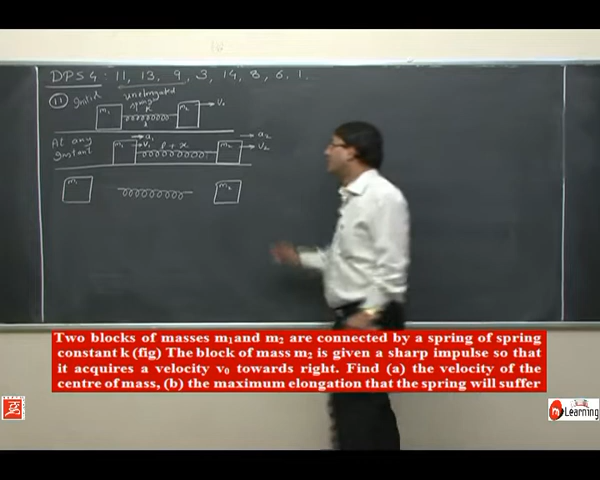 DPS 4 : 11, 13, 9, 3, 14, 8, 6, 1...
11 Initial unelongated spring
K v₀
m₁ m₂
l
At any Instant a₁ a₂
v₁ l + x v₂
m₁ m₂
m₁ m₂
Two blocks of masses m₁and m₂ are connected by a spring of spring
constant k (fig) The block of mass m₂ is given a sharp impulse so that
it acquires a velocity v₀ towards right. Find (a) the velocity of the
centre of mass, (b) the maximum elongation that the spring will suffer
Learning